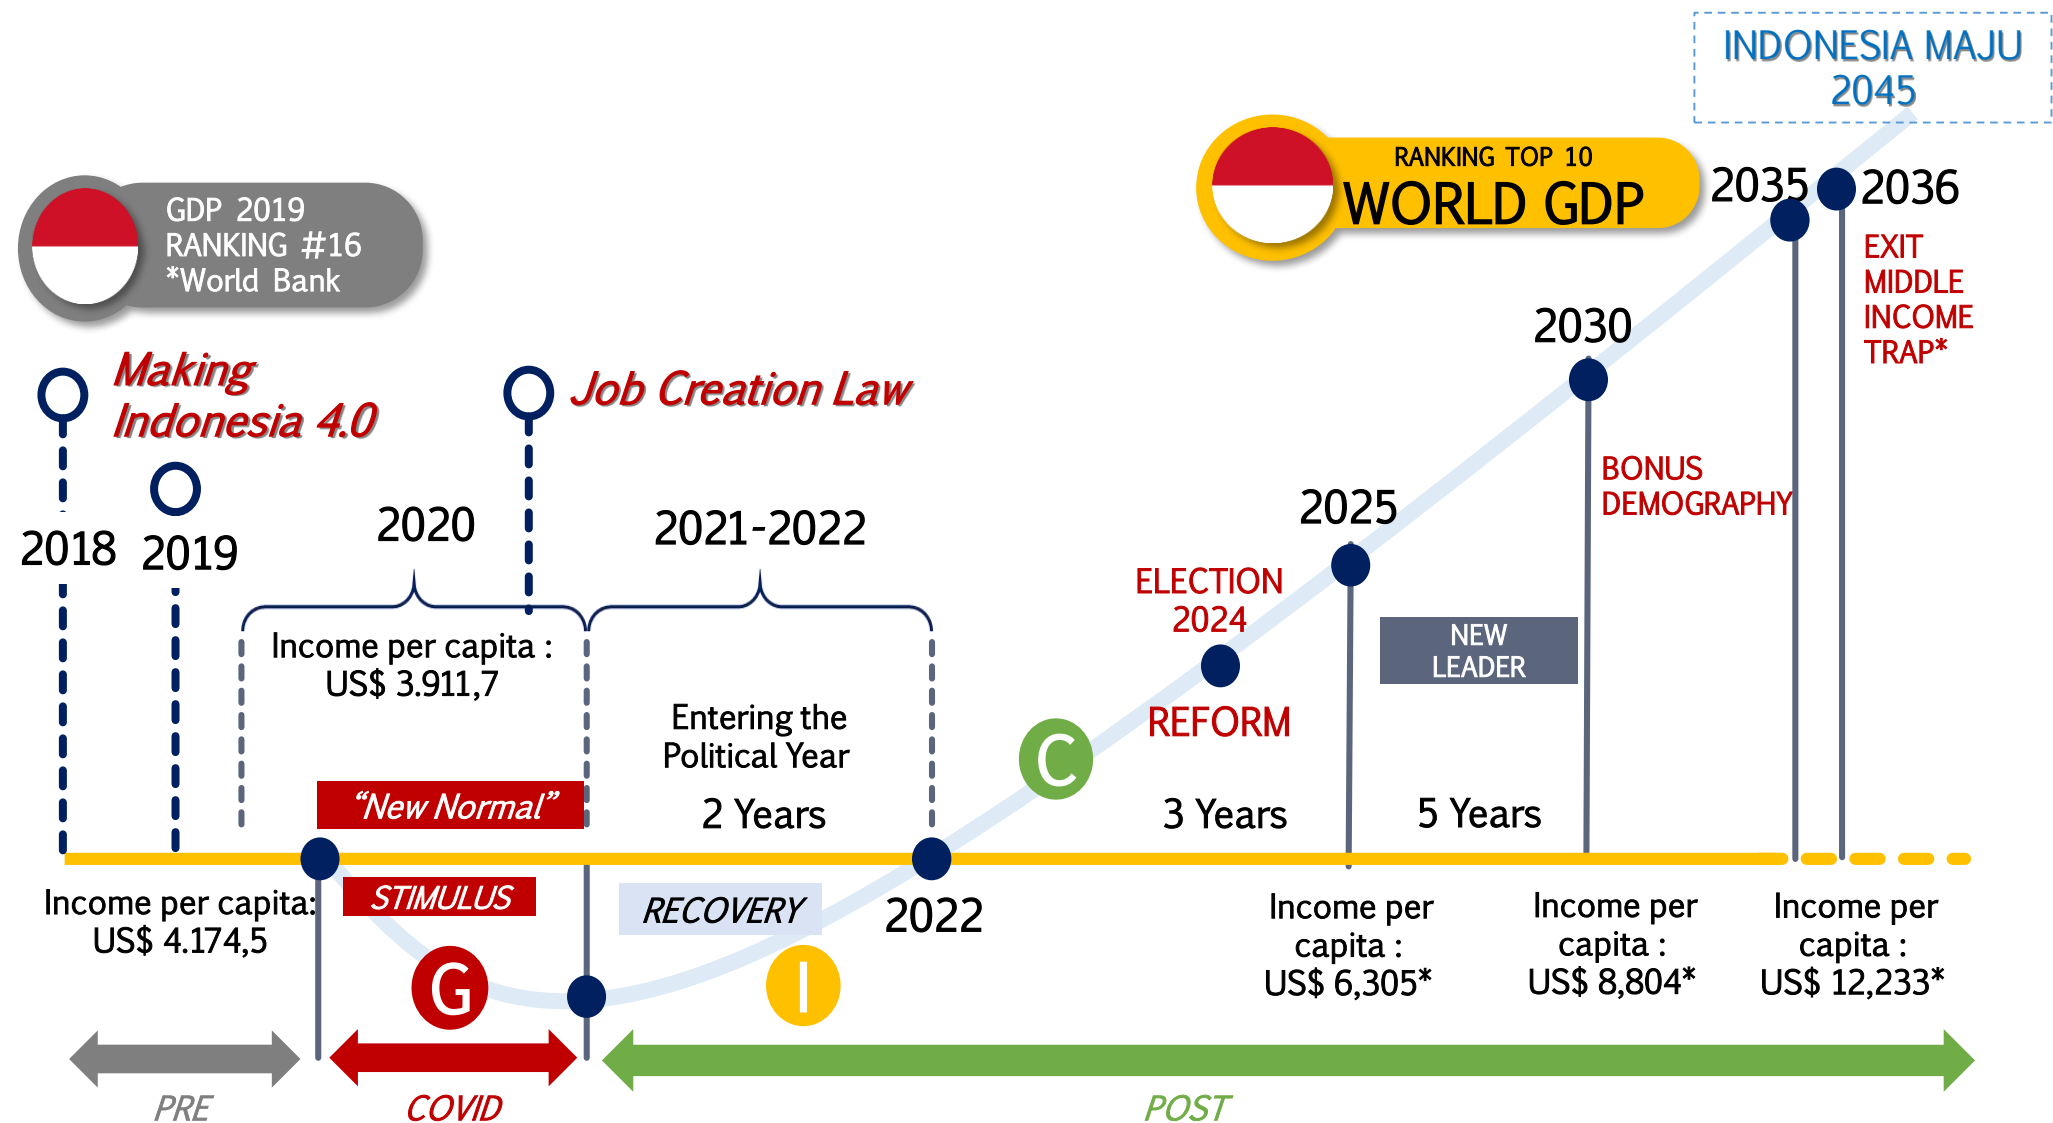 INDONESIA MAJU
2045
RANKING TOP 10
WORLD GDP
2035
2036
EXIT
MIDDLE
INCOME
TRAP*
GDP 2019
RANKING #16
*World Bank
Making
Indonesia 4.0
Job Creation Law
2030
BONUS
DEMOGRAPHY
2018
2019
2020
2021-2022
2025
ELECTION
2024
REFORM
NEW
LEADER
Income per capita :
US$ 3.911,7
Entering the
Political Year
2 Years
“New Normal”
C
3 Years
5 Years
Income per capita:
US$ 4.174,5
STIMULUS
RECOVERY
2022
G
I
Income per
capita :
US$ 6,305*
Income per
capita :
US$ 8,804*
Income per
capita :
US$ 12,233*
PRE
COVID
POST